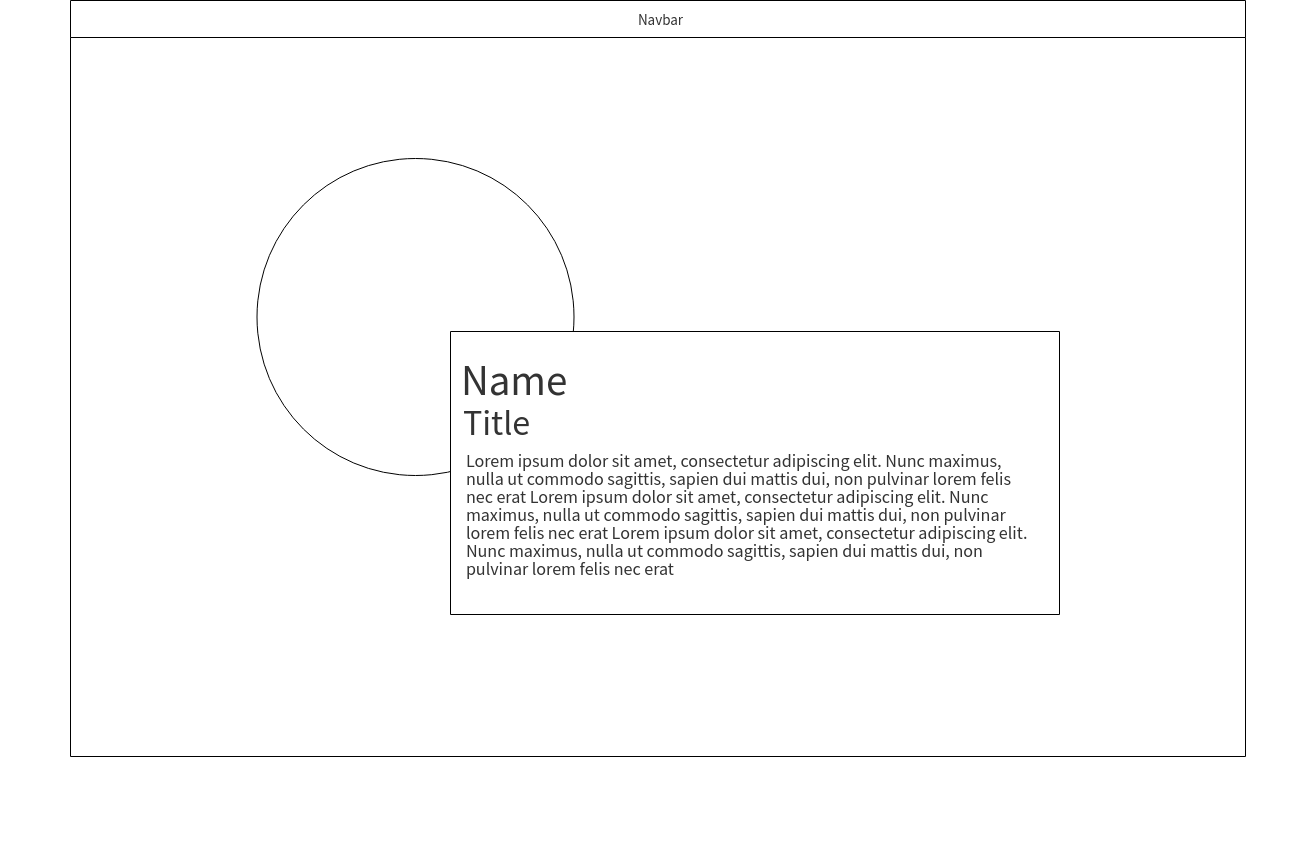 Navbar
Name
Title
Lorem ipsum dolor sit amet, consectetur adipiscing elit. Nunc maximus,
nulla ut commodo sagittis, sapien dui mattis dui, non pulvinar lorem felis
nec erat Lorem ipsum dolor sit amet, consectetur adipiscing elit. Nunc
maximus, nulla ut commodo sagittis, sapien dui mattis dui, non pulvinar
lorem felis nec erat Lorem ipsum dolor sit amet, consectetur adipiscing elit.
Nunc maximus, nulla ut commodo sagittis, sapien dui mattis dui, non
pulvinar lorem felis nec erat